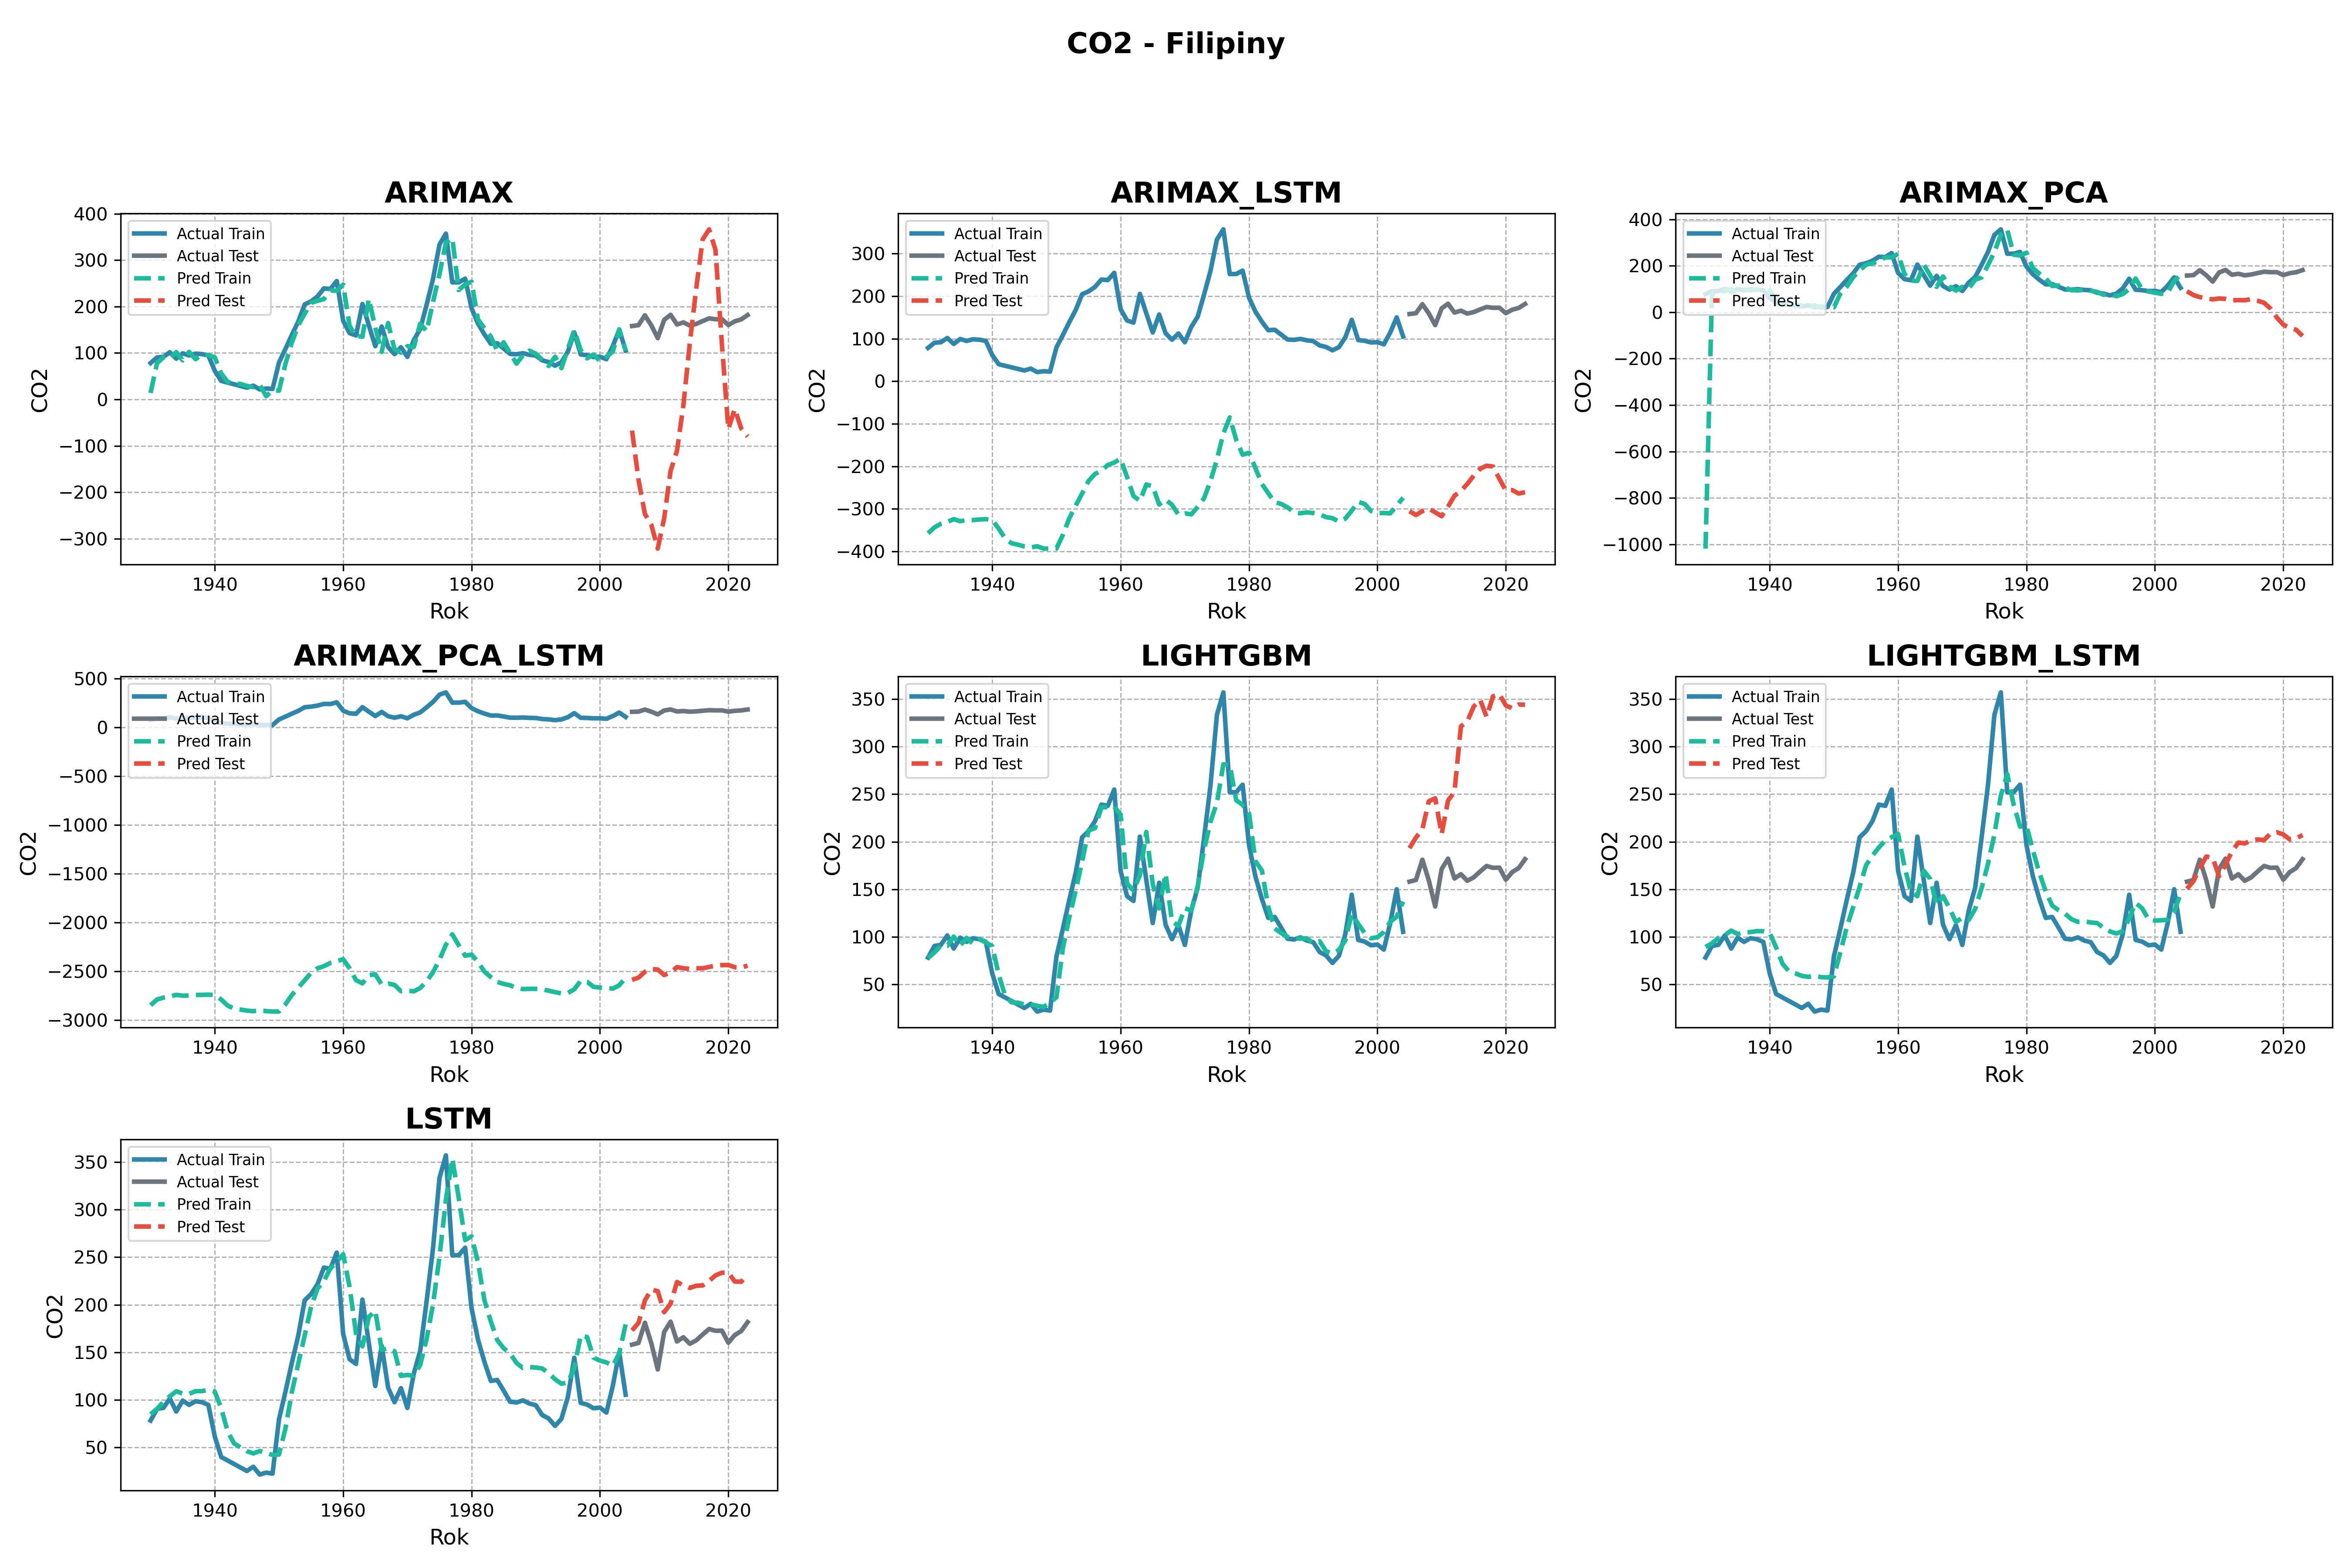 CO2 - Filipiny
ARIMAX
400
300
200
100
0
−100
−200
−300
CO2
Actual Train
Actual Test
Pred Train
Pred Test
1940
1960
1980
2000
2020
Rok
ARIMAX_LSTM
300
200
100
0
−100
−200
−300
−400
CO2
Actual Train
Actual Test
Pred Train
Pred Test
1940
1960
1980
2000
2020
Rok
ARIMAX_PCA
400
200
0
−200
−400
−600
−800
−1000
CO2
Actual Train
Actual Test
Pred Train
Pred Test
1940
1960
1980
2000
2020
Rok
ARIMAX_PCA_LSTM
500
0
−500
−1000
−1500
−2000
−2500
−3000
CO2
Actual Train
Actual Test
Pred Train
Pred Test
1940
1960
1980
2000
2020
Rok
LIGHTGBM
350
300
250
200
150
100
50
CO2
Actual Train
Actual Test
Pred Train
Pred Test
1940
1960
1980
2000
2020
Rok
LIGHTGBM_LSTM
350
300
250
200
150
100
50
CO2
Actual Train
Actual Test
Pred Train
Pred Test
1940
1960
1980
2000
2020
Rok
LSTM
350
300
250
200
150
100
50
CO2
Actual Train
Actual Test
Pred Train
Pred Test
1940
1960
1980
2000
2020
Rok